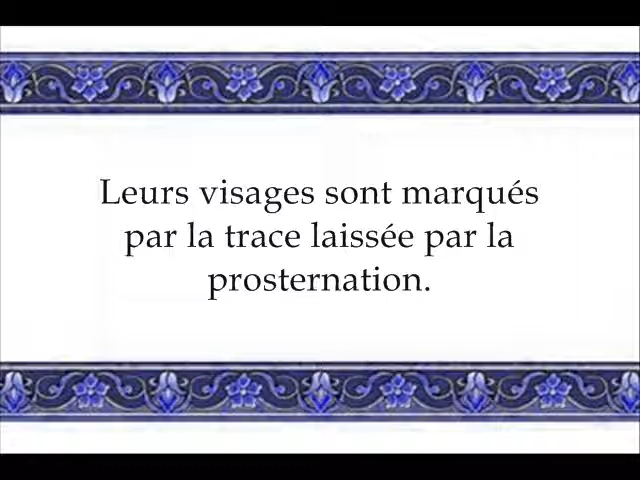 Leurs visages sont marqués
par la trace laissée par la
prosternation.